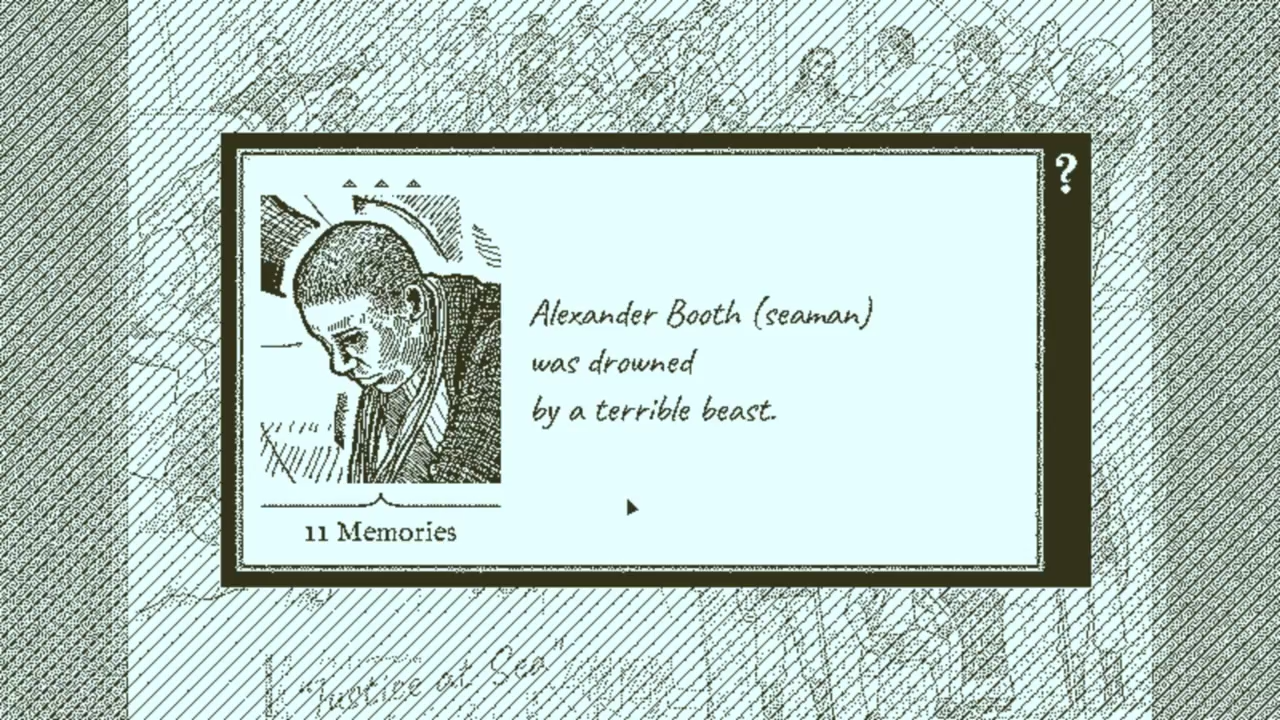 ?
Alexander Booth (seaman)
was drowned
by a terrible beast.
11 Memories
"Justice at Sea"